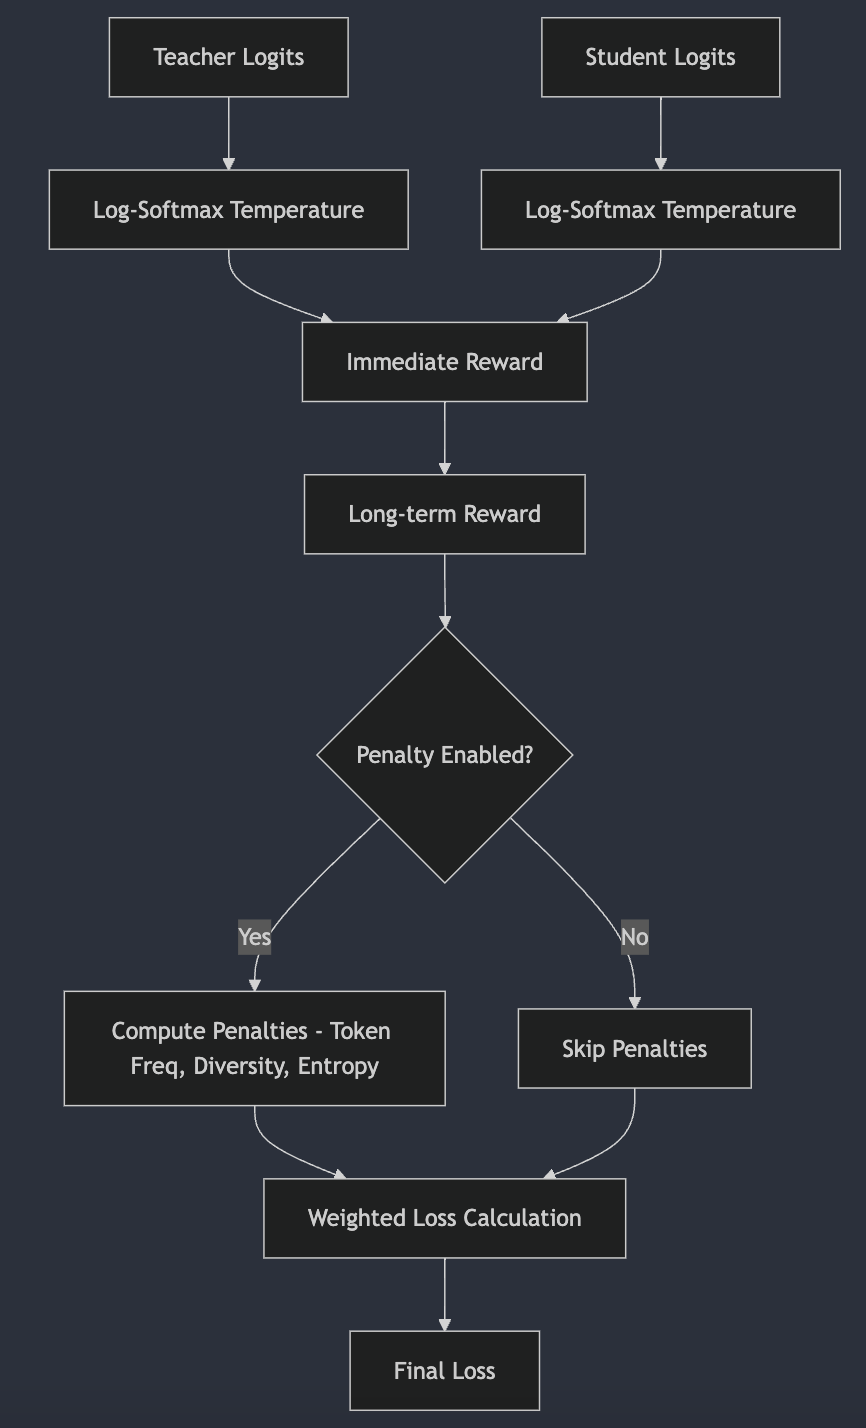 Teacher Logits
Student Logits
Log-Softmax Temperature
Log-Softmax Temperature
Immediate Reward
Long-term Reward
Penalty Enabled?
Yes
No
Compute Penalties - Token
Freq, Diversity, Entropy
Skip Penalties
Weighted Loss Calculation
Final Loss